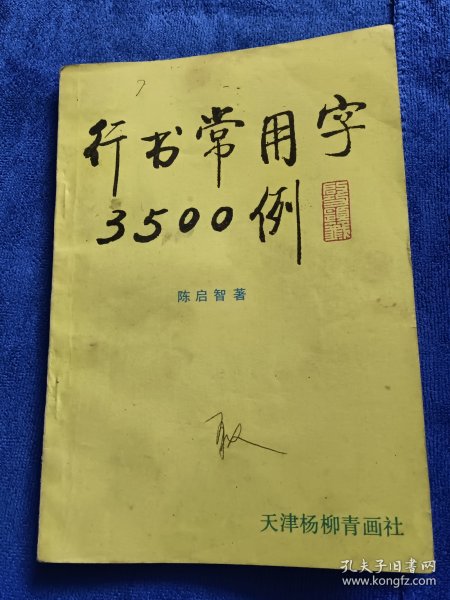 行书常用字
3500例
陈启智 著
天津杨柳青画社
孔夫子旧书网
www.kongfz.com